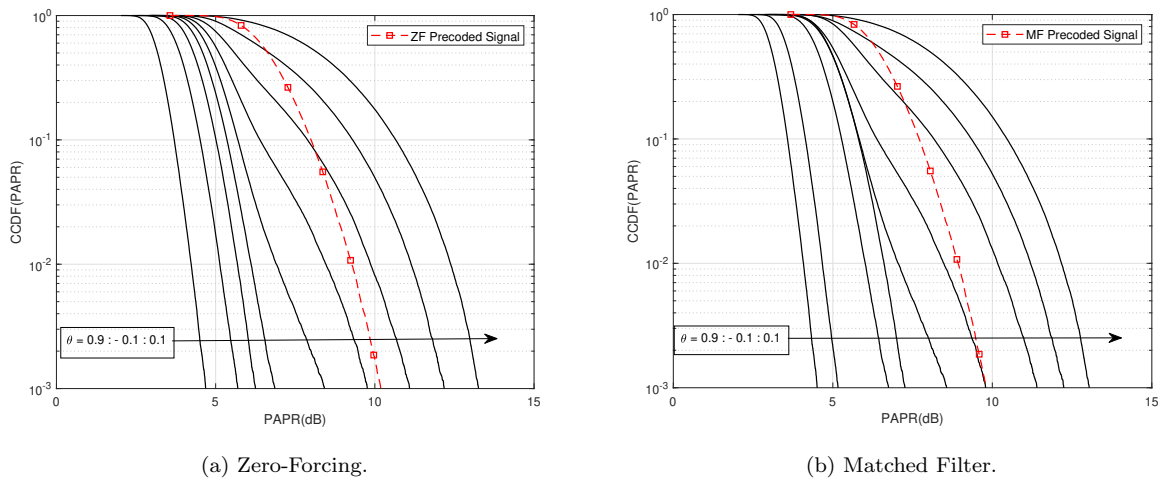 10^0
10^-1
10^-2
10^-3
CCDF(PAPR)
ZF Precoded Signal
θ = 0.9 : - 0.1 : 0.1
0
5
10
15
PAPR(dB)
(a) Zero-Forcing.
10^0
10^-1
10^-2
10^-3
CCDF(PAPR)
MF Precoded Signal
θ = 0.9 : - 0.1 : 0.1
0
5
10
15
PAPR(dB)
(b) Matched Filter.